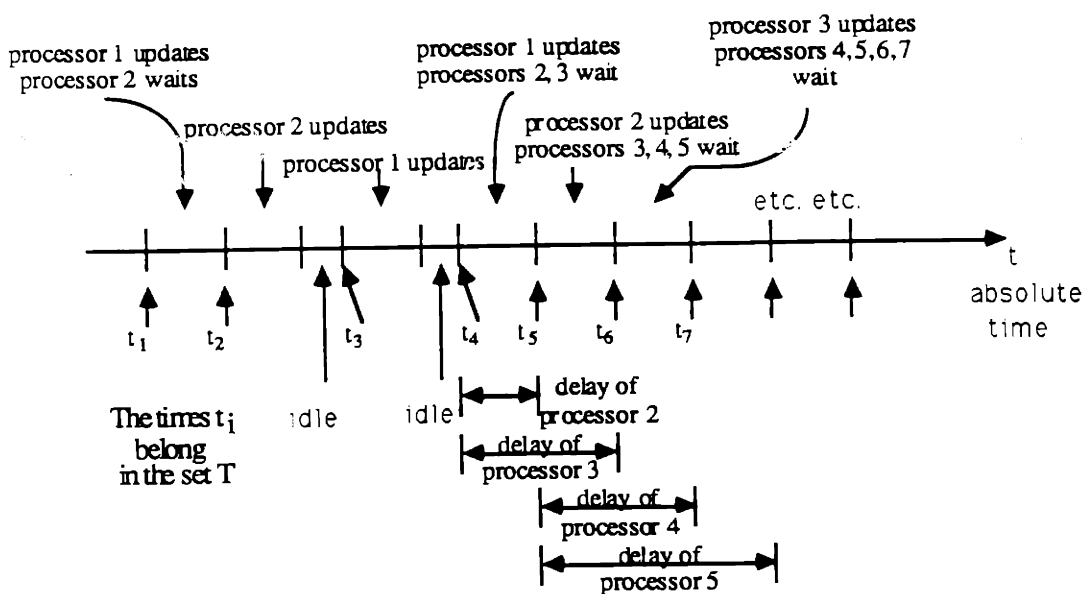 processor 1 updates
processor 2 waits
processor 2 updates
processor 1 updates
processor 1 updates
processors 2, 3 wait
processor 2 updates
processors 3, 4, 5 wait
processor 3 updates
processors 4,5,6,7
wait
etc. etc.
t
absolute
time
t1
t2
t3
t4
t5
t6
t7
The times ti
belong
in the set T
idle
idle
delay of
processor 2
delay of
processor 3
delay of
processor 4
delay of
processor 5